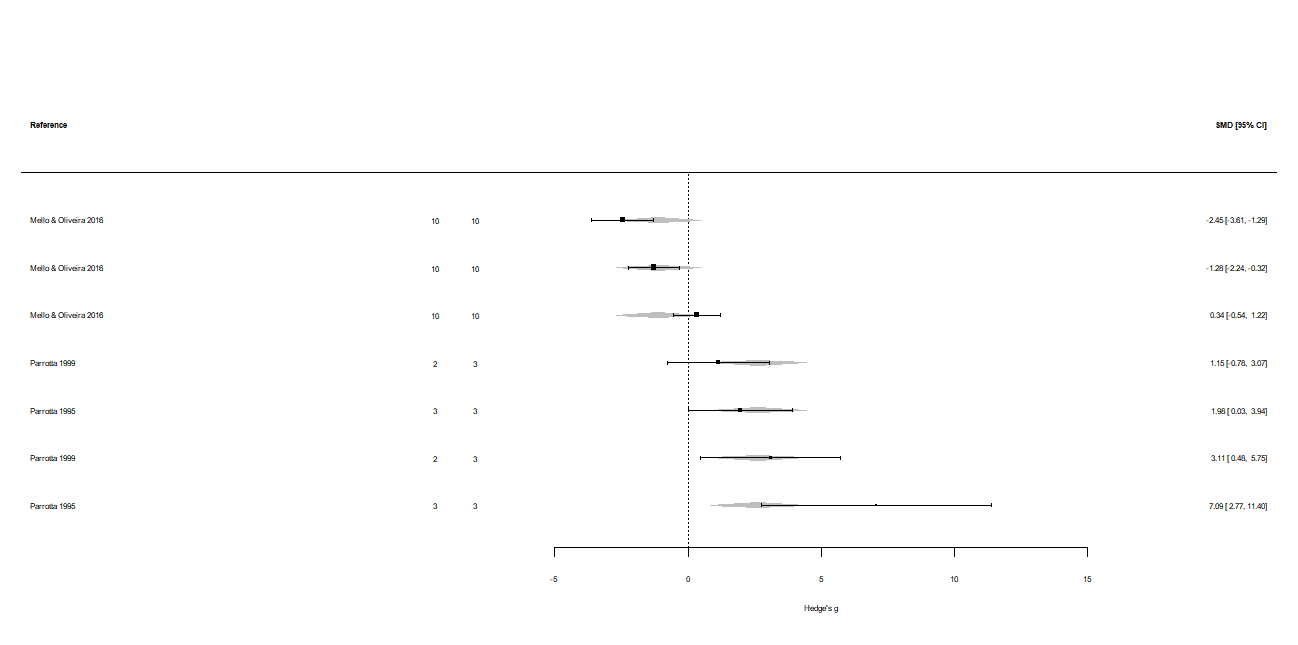 Reference SMD [95% CI]
Mello & Oliveira 2016 10 10 -2.45 [-3.61, -1.29]
Mello & Oliveira 2016 10 10 -1.28 [-2.24, -0.32]
Mello & Oliveira 2016 10 10 0.34 [-0.54, 1.22]
Parrotta 1999 2 3 1.15 [-0.78, 3.07]
Parrotta 1995 3 3 1.98 [ 0.03, 3.94]
Parrotta 1999 2 3 3.11 [ 0.48, 5.75]
Parrotta 1995 3 3 7.09 [ 2.77, 11.40]
-5 0 5 10 15
Hedge's g